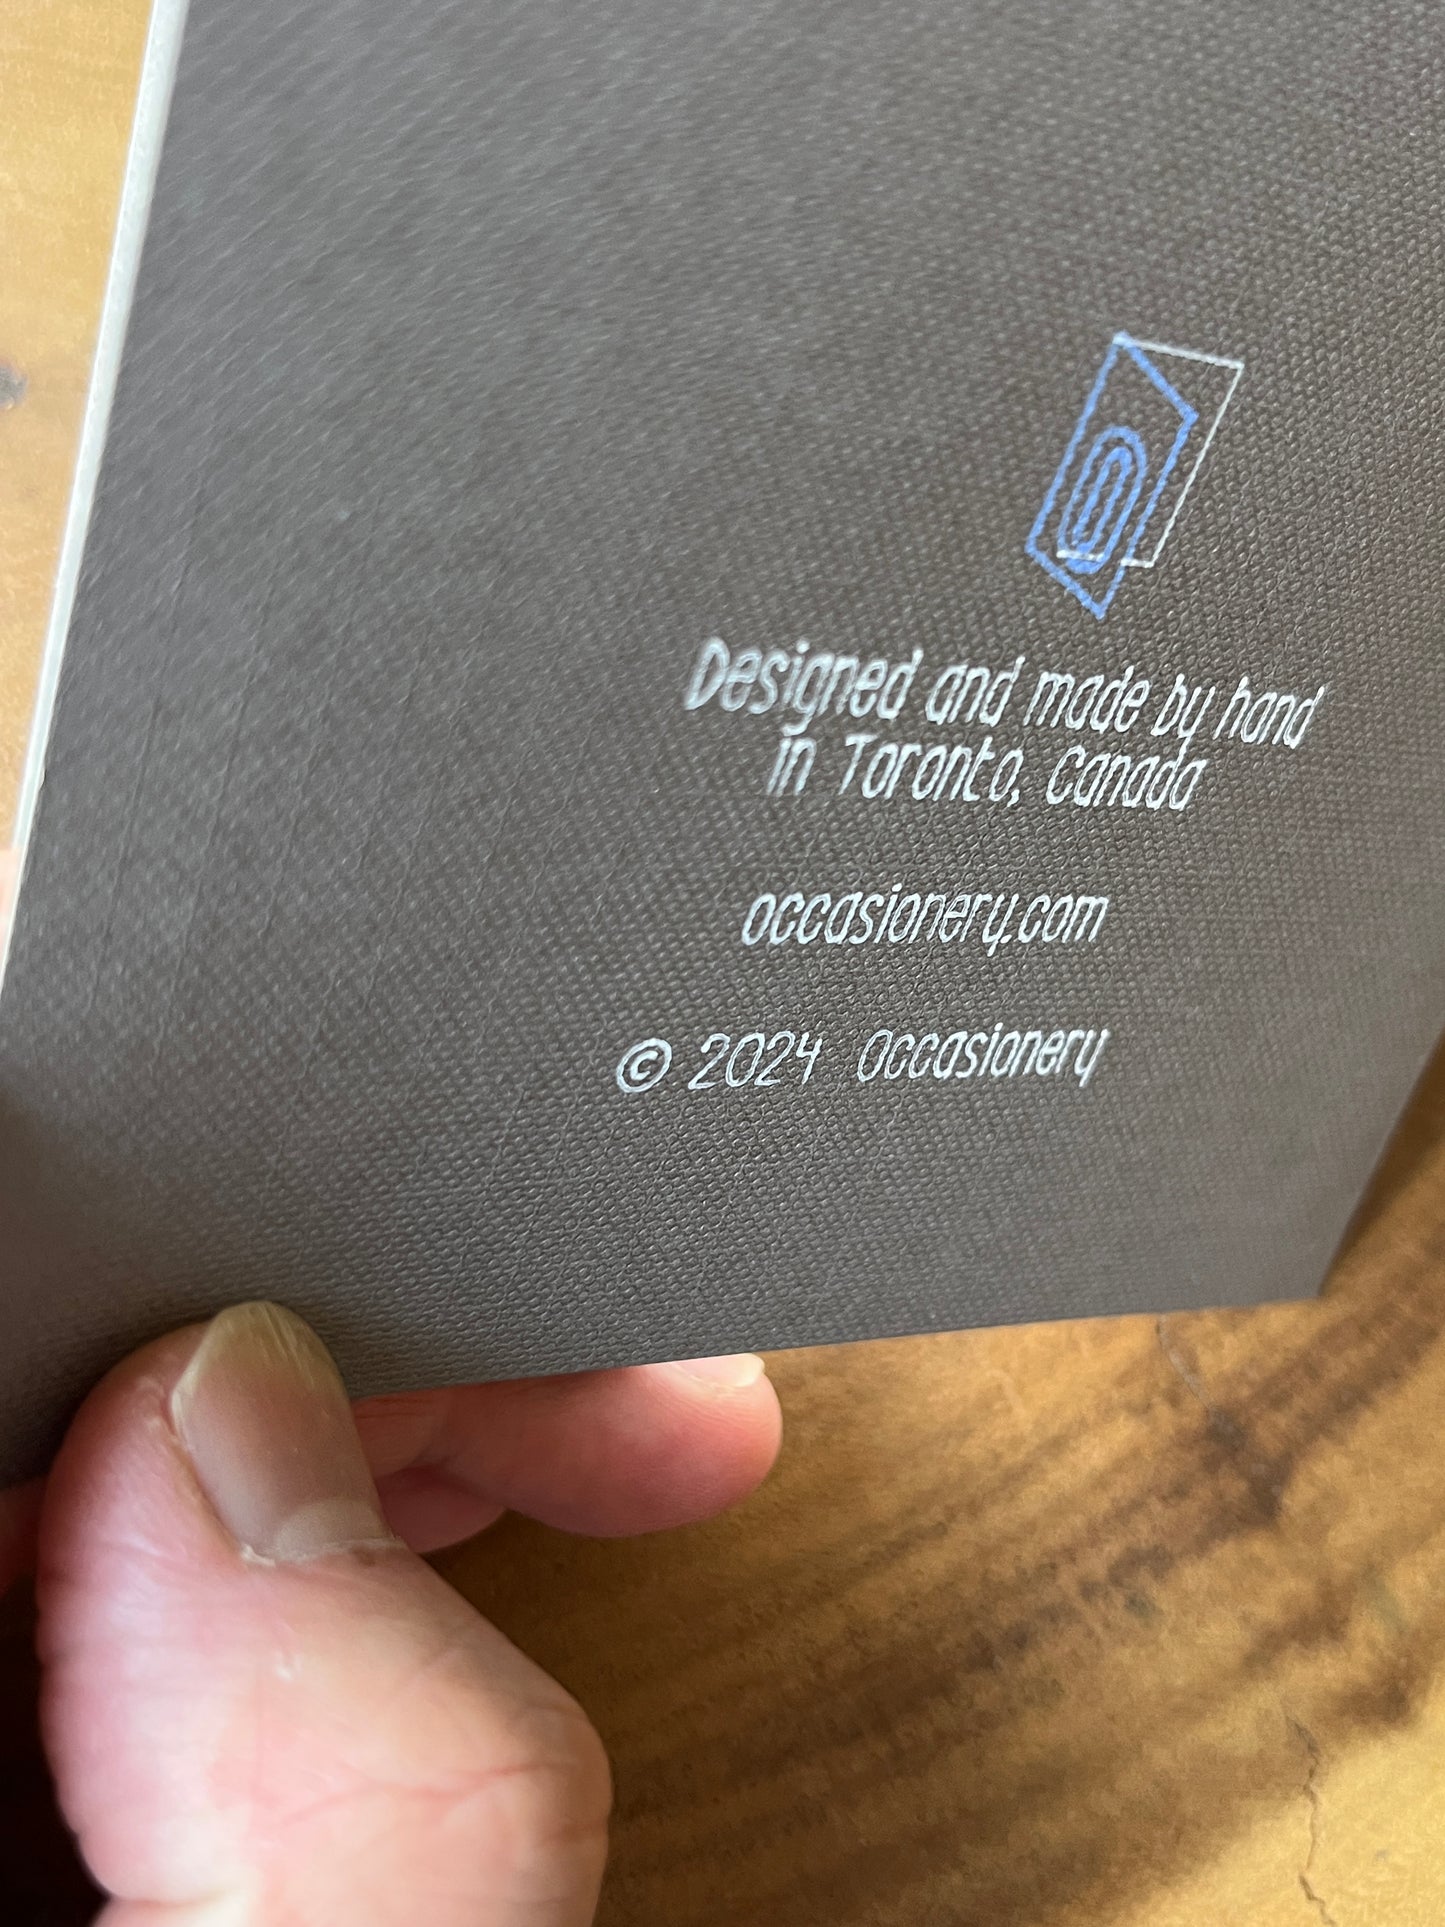 Designed and made by hand
in Toronto, Canada
occasionery.com
© 2024 Occasionery